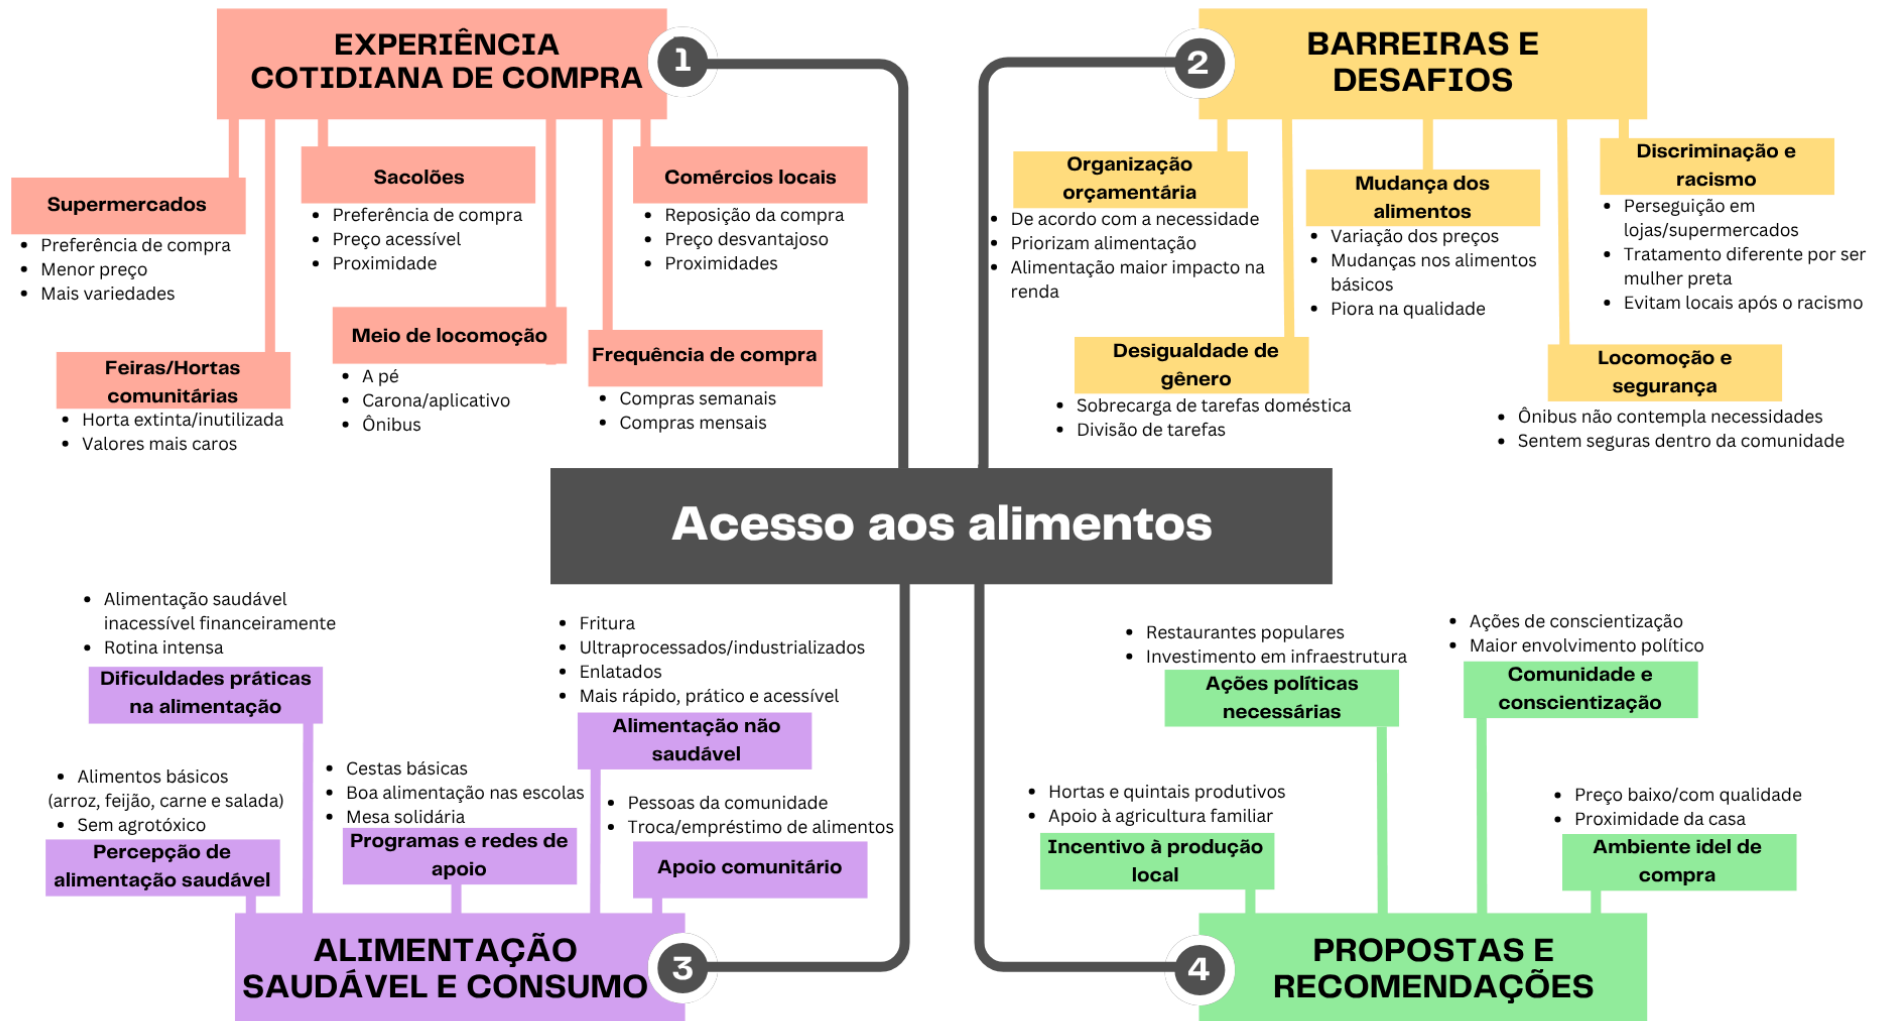 EXPERIÊNCIA
COTIDIANA DE COMPRA
1
Supermercados
• Preferência de compra
• Menor preço
• Mais variedades
Sacolões
• Preferência de compra
• Preço acessível
• Proximidade
Comércios locais
• Reposição da compra
• Preço desvantajoso
• Proximidades
Feiras/Hortas
comunitárias
• Horta extinta/inutilizada
• Valores mais caros
Meio de locomoção
• A pé
• Carona/aplicativo
• Ônibus
Frequência de compra
• Compras semanais
• Compras mensais
2
BARREIRAS E
DESAFIOS
Organização
orçamentária
• De acordo com a necessidade
• Priorizam alimentação
• Alimentação maior impacto na
renda
Mudança dos
alimentos
• Variação dos preços
• Mudanças nos alimentos
básicos
• Piora na qualidade
Discriminação e
racismo
• Perseguição em
lojas/supermercados
• Tratamento diferente por ser
mulher preta
• Evitam locais após o racismo
Desigualdade de
gênero
• Sobrecarga de tarefas doméstica
• Divisão de tarefas
Locomoção e
segurança
• Ônibus não contempla necessidades
• Sentem seguras dentro da comunidade
Acesso aos alimentos
• Alimentação saudável
inacessível financeiramente
• Rotina intensa
Dificuldades práticas
na alimentação
• Fritura
• Ultraprocessados/industrializados
• Enlatados
• Mais rápido, prático e acessível
Alimentação não
saudável
• Alimentos básicos
(arroz, feijão, carne e salada)
• Sem agrotóxico
Percepção de
alimentação saudável
• Cestas básicas
• Boa alimentação nas escolas
• Mesa solidária
Programas e redes de
apoio
• Pessoas da comunidade
• Troca/empréstimo de alimentos
Apoio comunitário
ALIMENTAÇÃO
SAUDÁVEL E CONSUMO
3
• Restaurantes populares
• Investimento em infraestrutura
Ações políticas
necessárias
• Ações de conscientização
• Maior envolvimento político
Comunidade e
conscientização
• Hortas e quintais produtivos
• Apoio à agricultura familiar
Incentivo à produção
local
• Preço baixo/com qualidade
• Proximidade da casa
Ambiente idel de
compra
4
PROPOSTAS E
RECOMENDAÇÕES